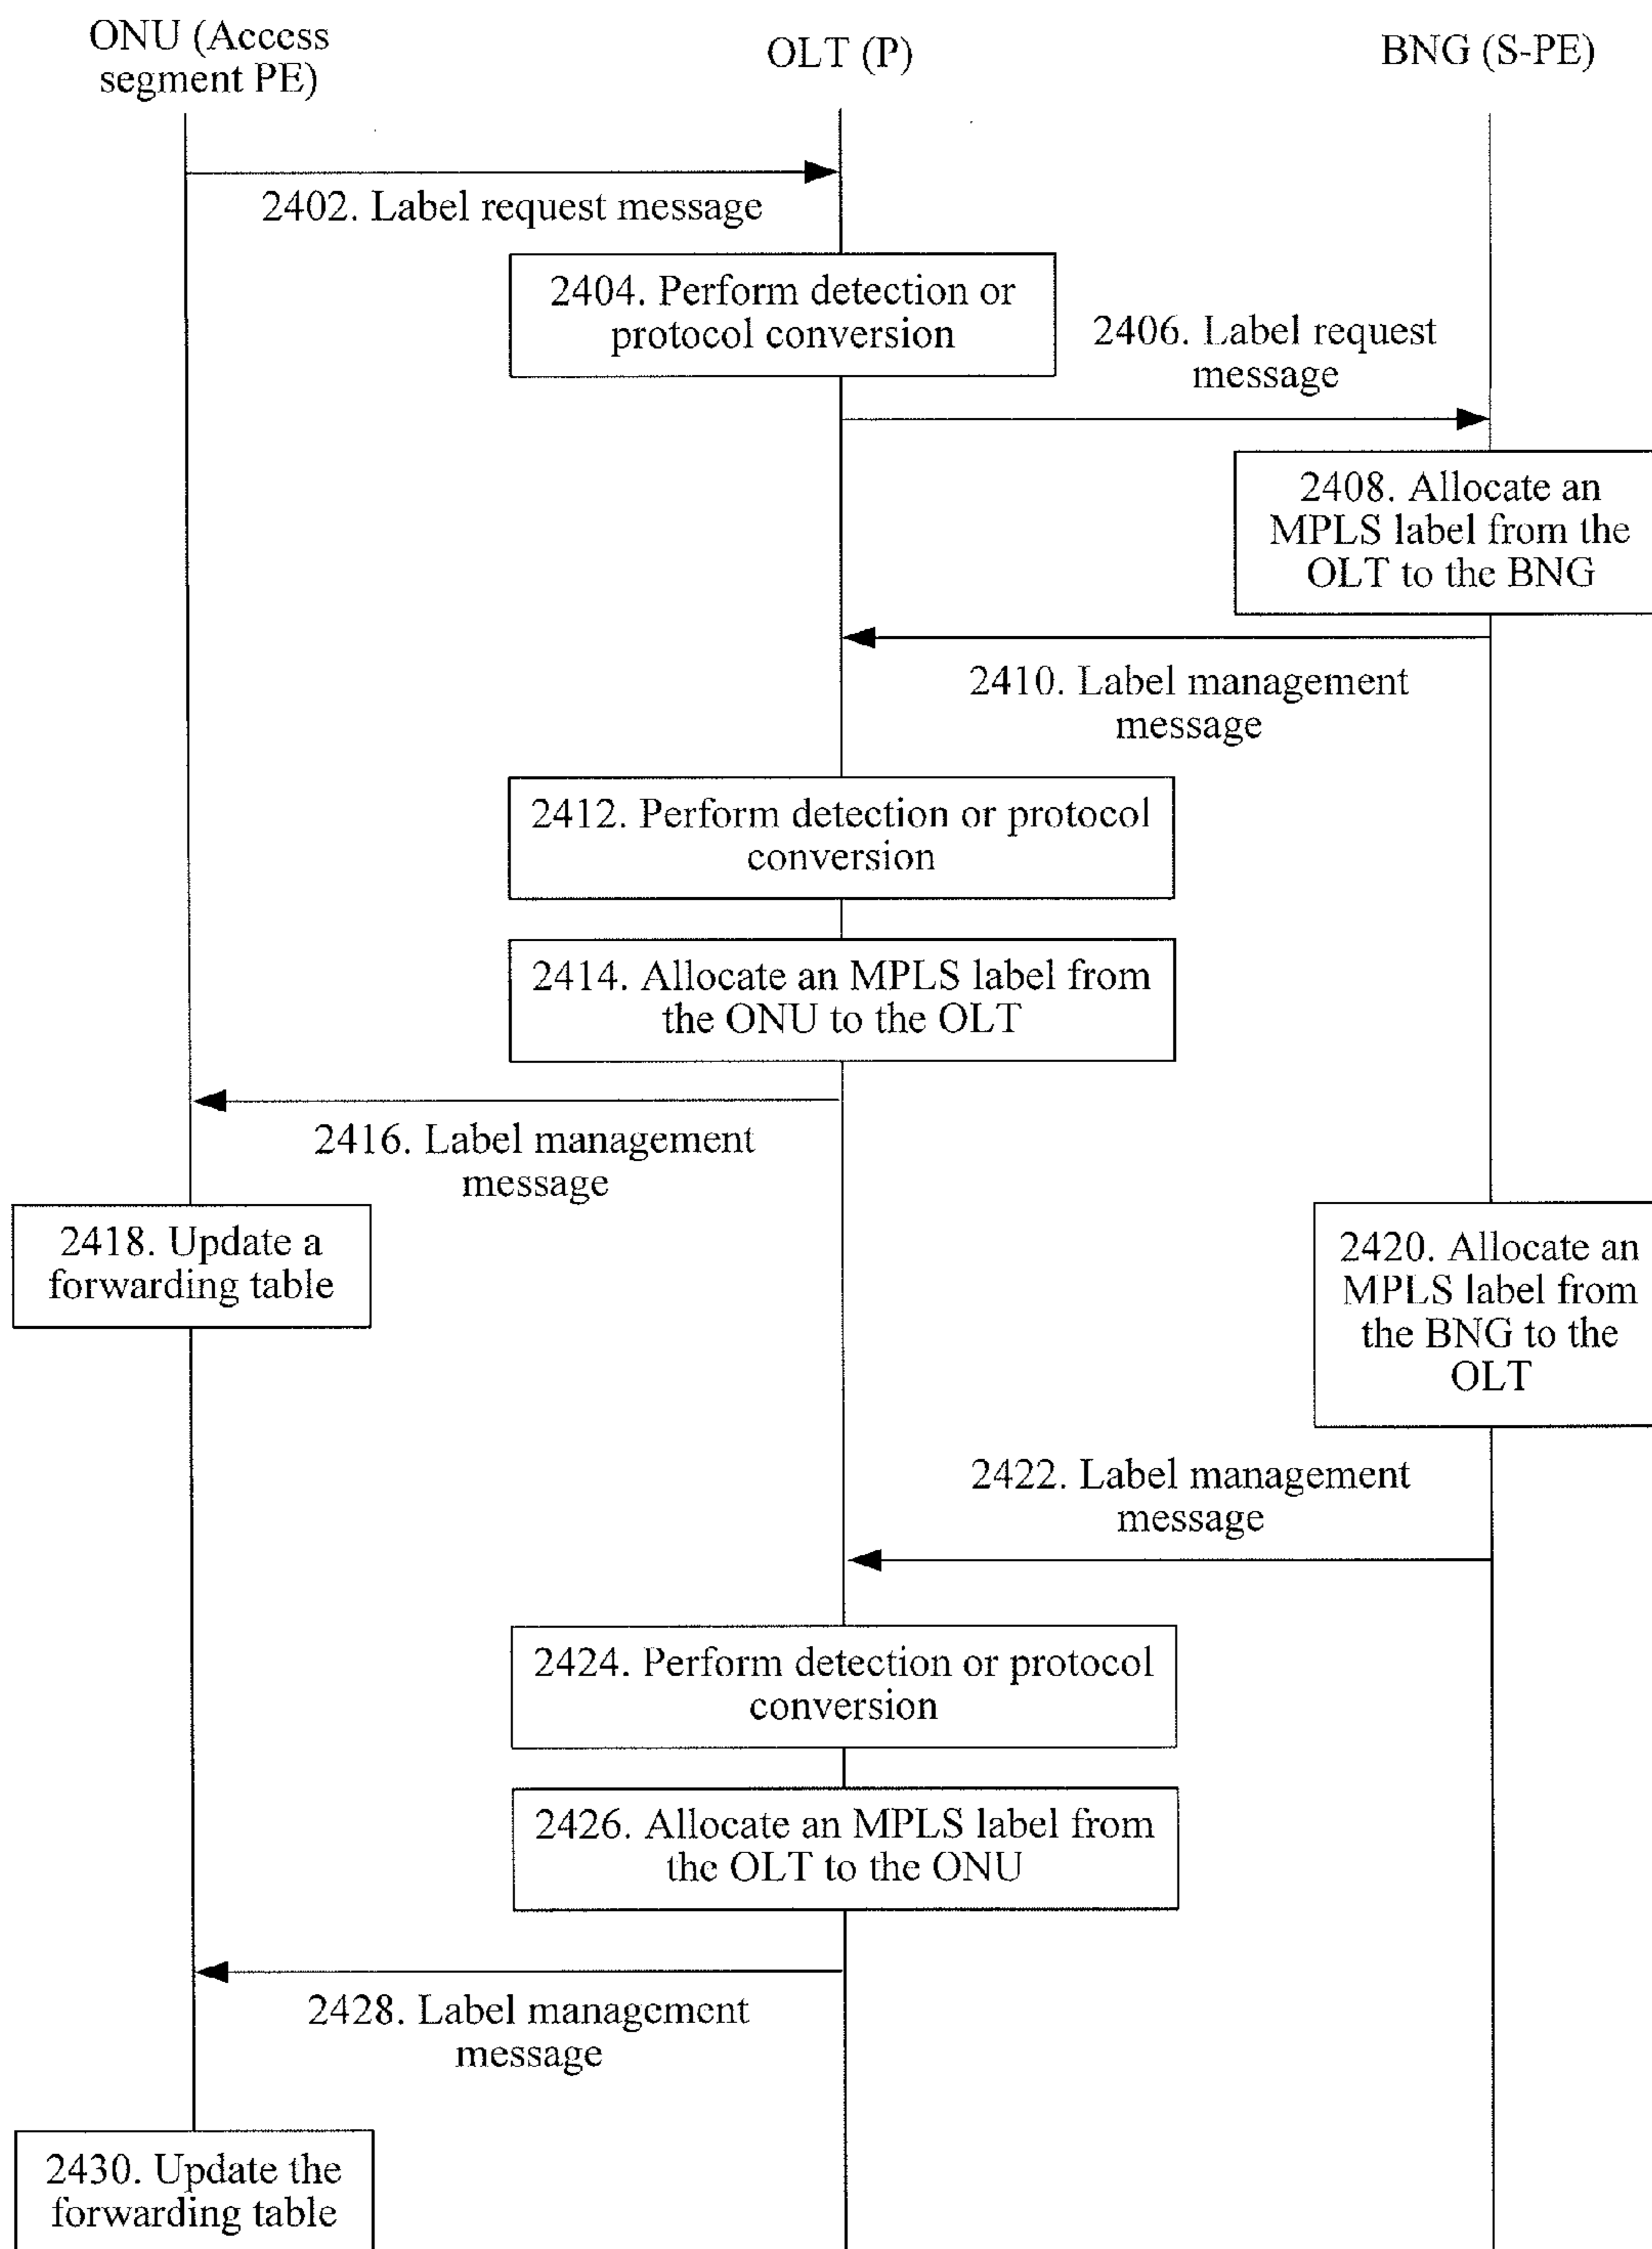 ONU (Access
segment PE)
OLT (P)
BNG (S-PE)
2402. Label request message
2404. Perform detection or
protocol conversion
2406. Label request
message
2408. Allocate an
MPLS label from the
OLT to the BNG
2410. Label management
message
2412. Perform detection or protocol
conversion
2414. Allocate an MPLS label from
the ONU to the OLT
2416. Label management
message
2418. Update a
forwarding table
2420. Allocate an
MPLS label from
the BNG to the
OLT
2422. Label management
message
2424. Perform detection or protocol
conversion
2426. Allocate an MPLS label from
the OLT to the ONU
2428. Label management
message
2430. Update the
forwarding table